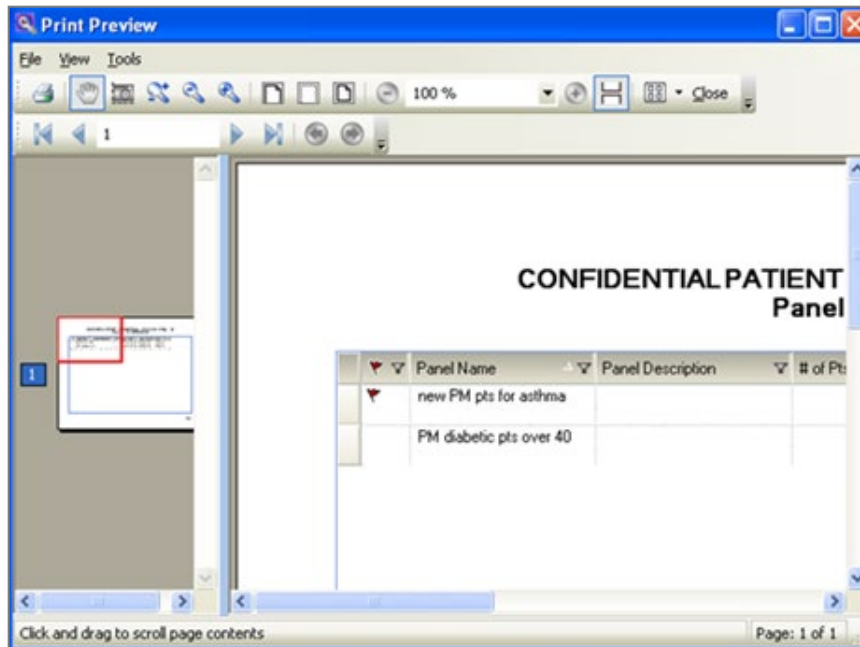 Print Preview
File View Tools
100 % Close
1
CONFIDENTIAL PATIENT
Panel
Panel Name Panel Description # of Pts
new PM pts for asthma
PM diabetic pts over 40
1
Click and drag to scroll page contents Page: 1 of 1